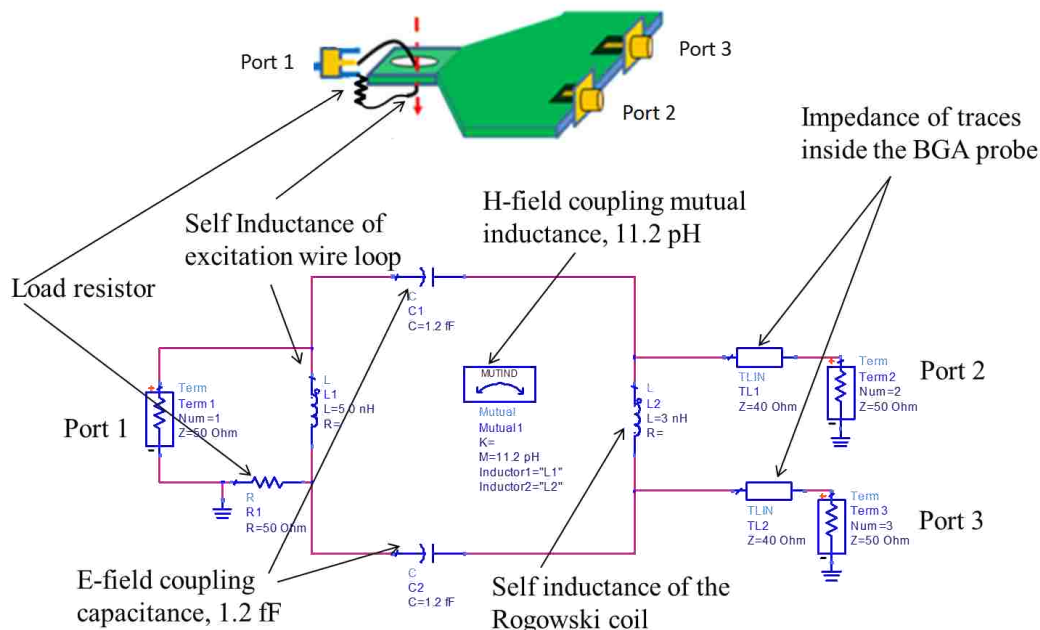 Port 1
Port 3
Port 2
Impedance of traces
inside the BGA probe
H-field coupling mutual
inductance, 11.2 pH
Self Inductance of
excitation wire loop
Load resistor
C
C1
C=1.2 fF
Term
Term1
Num=1
Z=50 Ohm
Port 1
L
L1
L=5.0 nH
R=
MUTIND
Mutual
Mutual1
K=
M=11.2 pH
Inductor1="L1"
Inductor2="L2"
L
L2
L=3 nH
R=
TLIN
TL1
Z=40 Ohm
Term
Term2
Num=2
Z=50 Ohm
Port 2
R
R1
R=50 Ohm
C
C2
C=1.2 fF
TLIN
TL2
Z=40 Ohm
Term
Term3
Num=3
Z=50 Ohm
Port 3
E-field coupling
capacitance, 1.2 fF
Self inductance of the
Rogowski coil